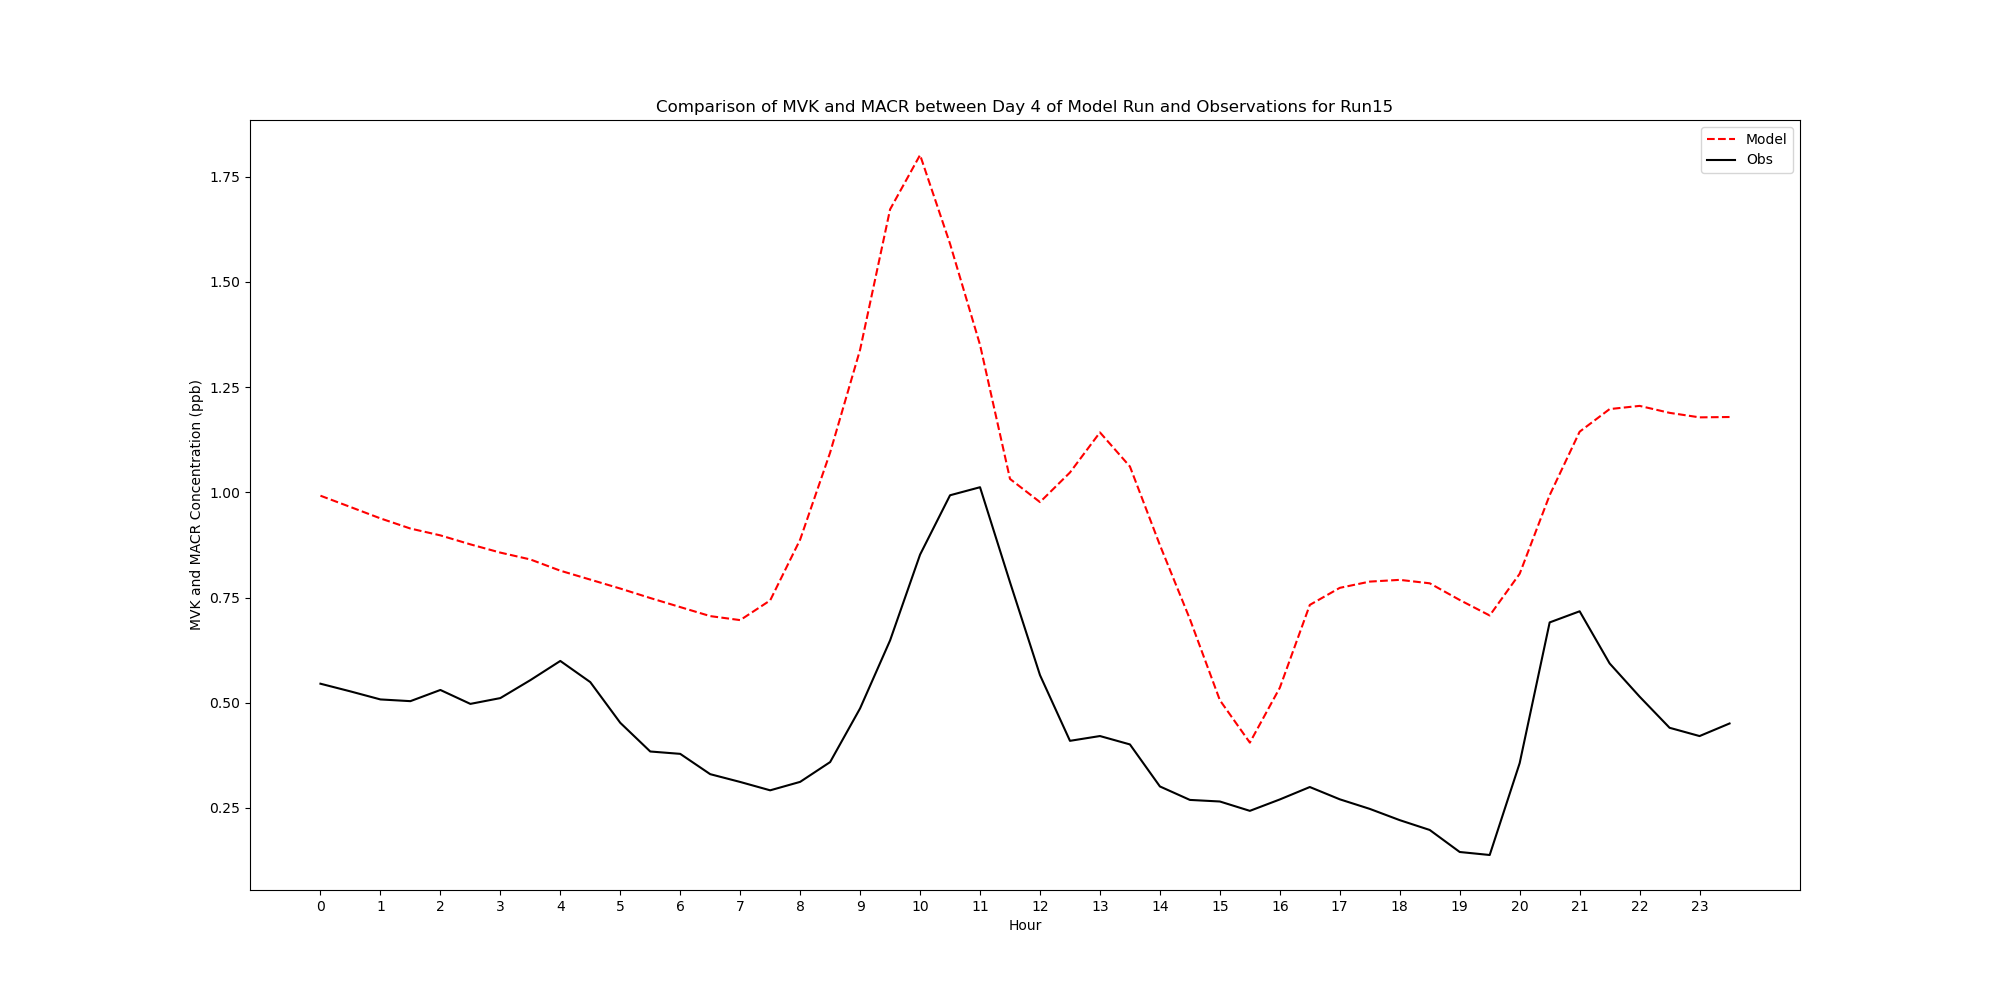 Comparison of MVK and MACR between Day 4 of Model Run and Observations for Run15
Model
Obs
MVK and MACR Concentration (ppb)
1.75
1.50
1.25
1.00
0.75
0.50
0.25
0 1 2 3 4 5 6 7 8 9 10 11 12 13 14 15 16 17 18 19 20 21 22 23
Hour